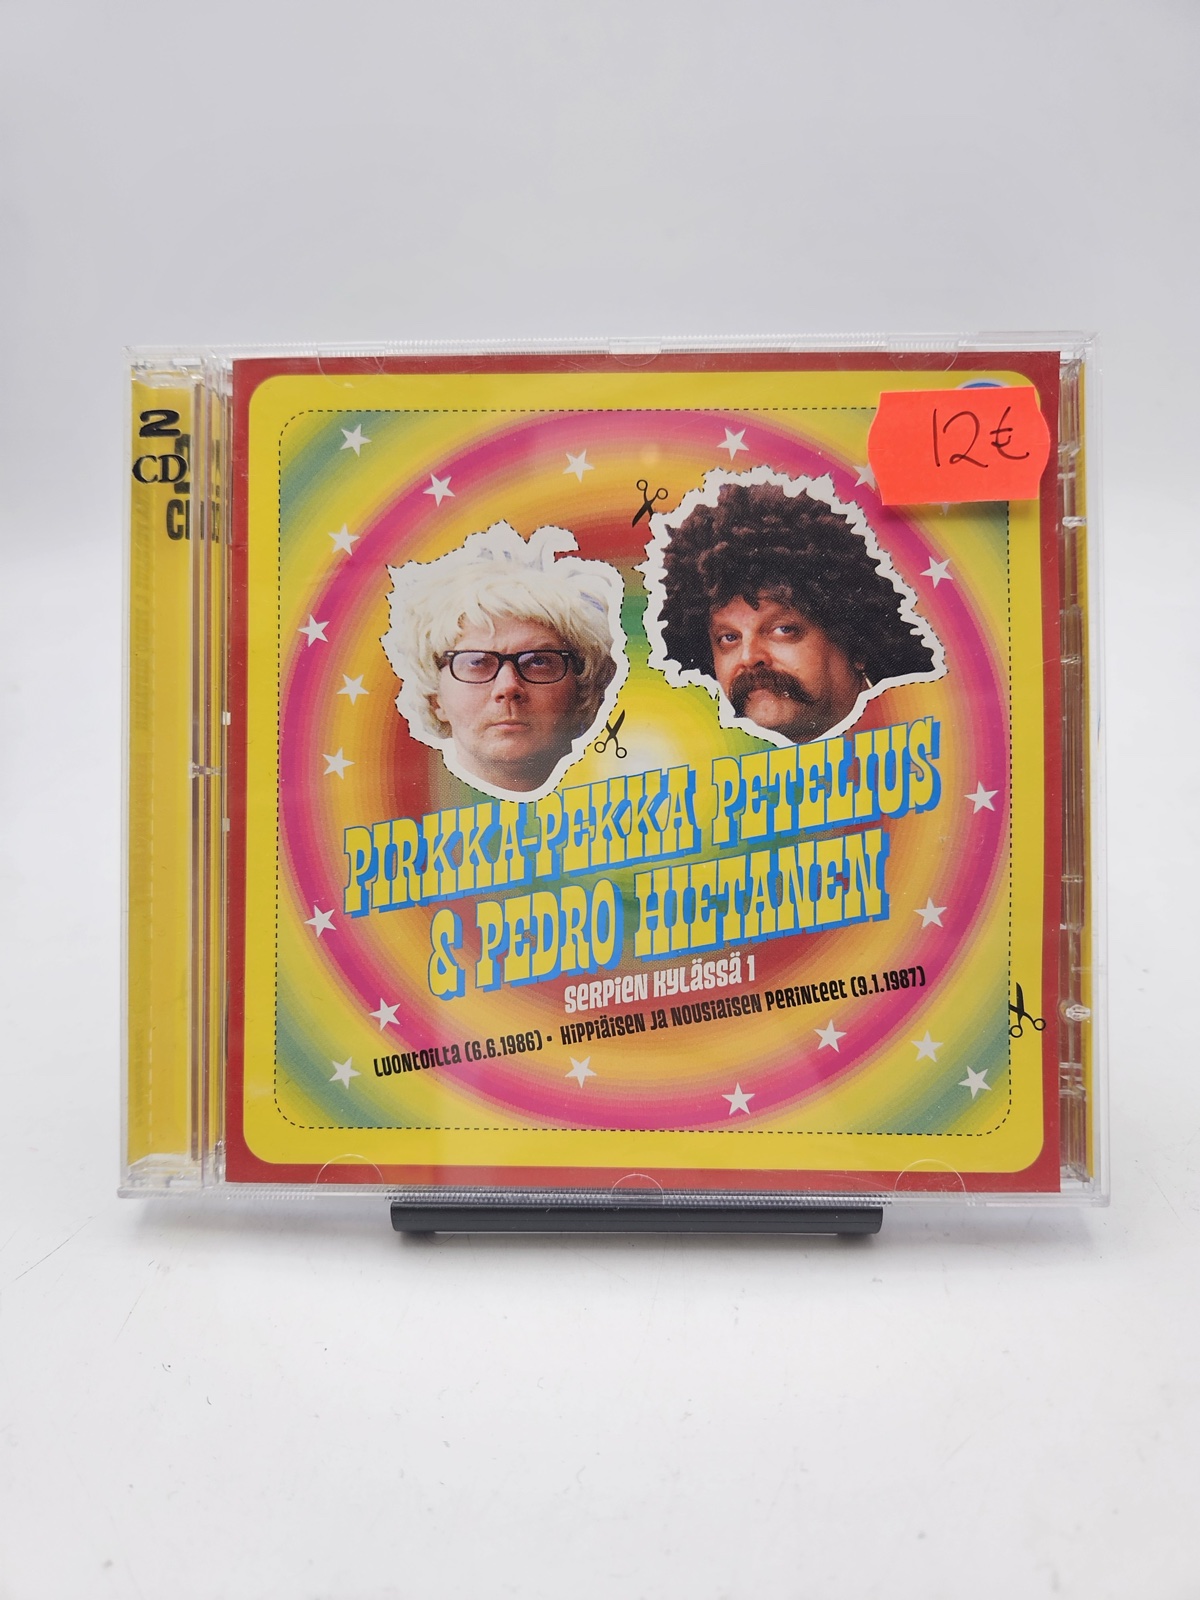 2
CD
12€
PIRKKA-PEKKA PETELIUS
& PEDRO HIETANEN
SERPIEN KYLÄSSÄ 1
LUONTOILTA (6.6.1986) • HIPPIÄISEN JA NOUSIAISEN PERINTEET (9.1.1987)